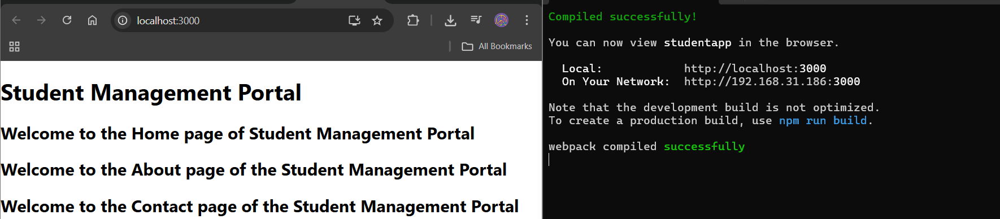 localhost:3000
All Bookmarks
Student Management Portal
Welcome to the Home page of Student Management Portal
Welcome to the About page of the Student Management Portal
Welcome to the Contact page of the Student Management Portal
Compiled successfully!
You can now view studentapp in the browser.
Local: http://localhost:3000
On Your Network: http://192.168.31.186:3000
Note that the development build is not optimized.
To create a production build, use npm run build.
webpack compiled successfully